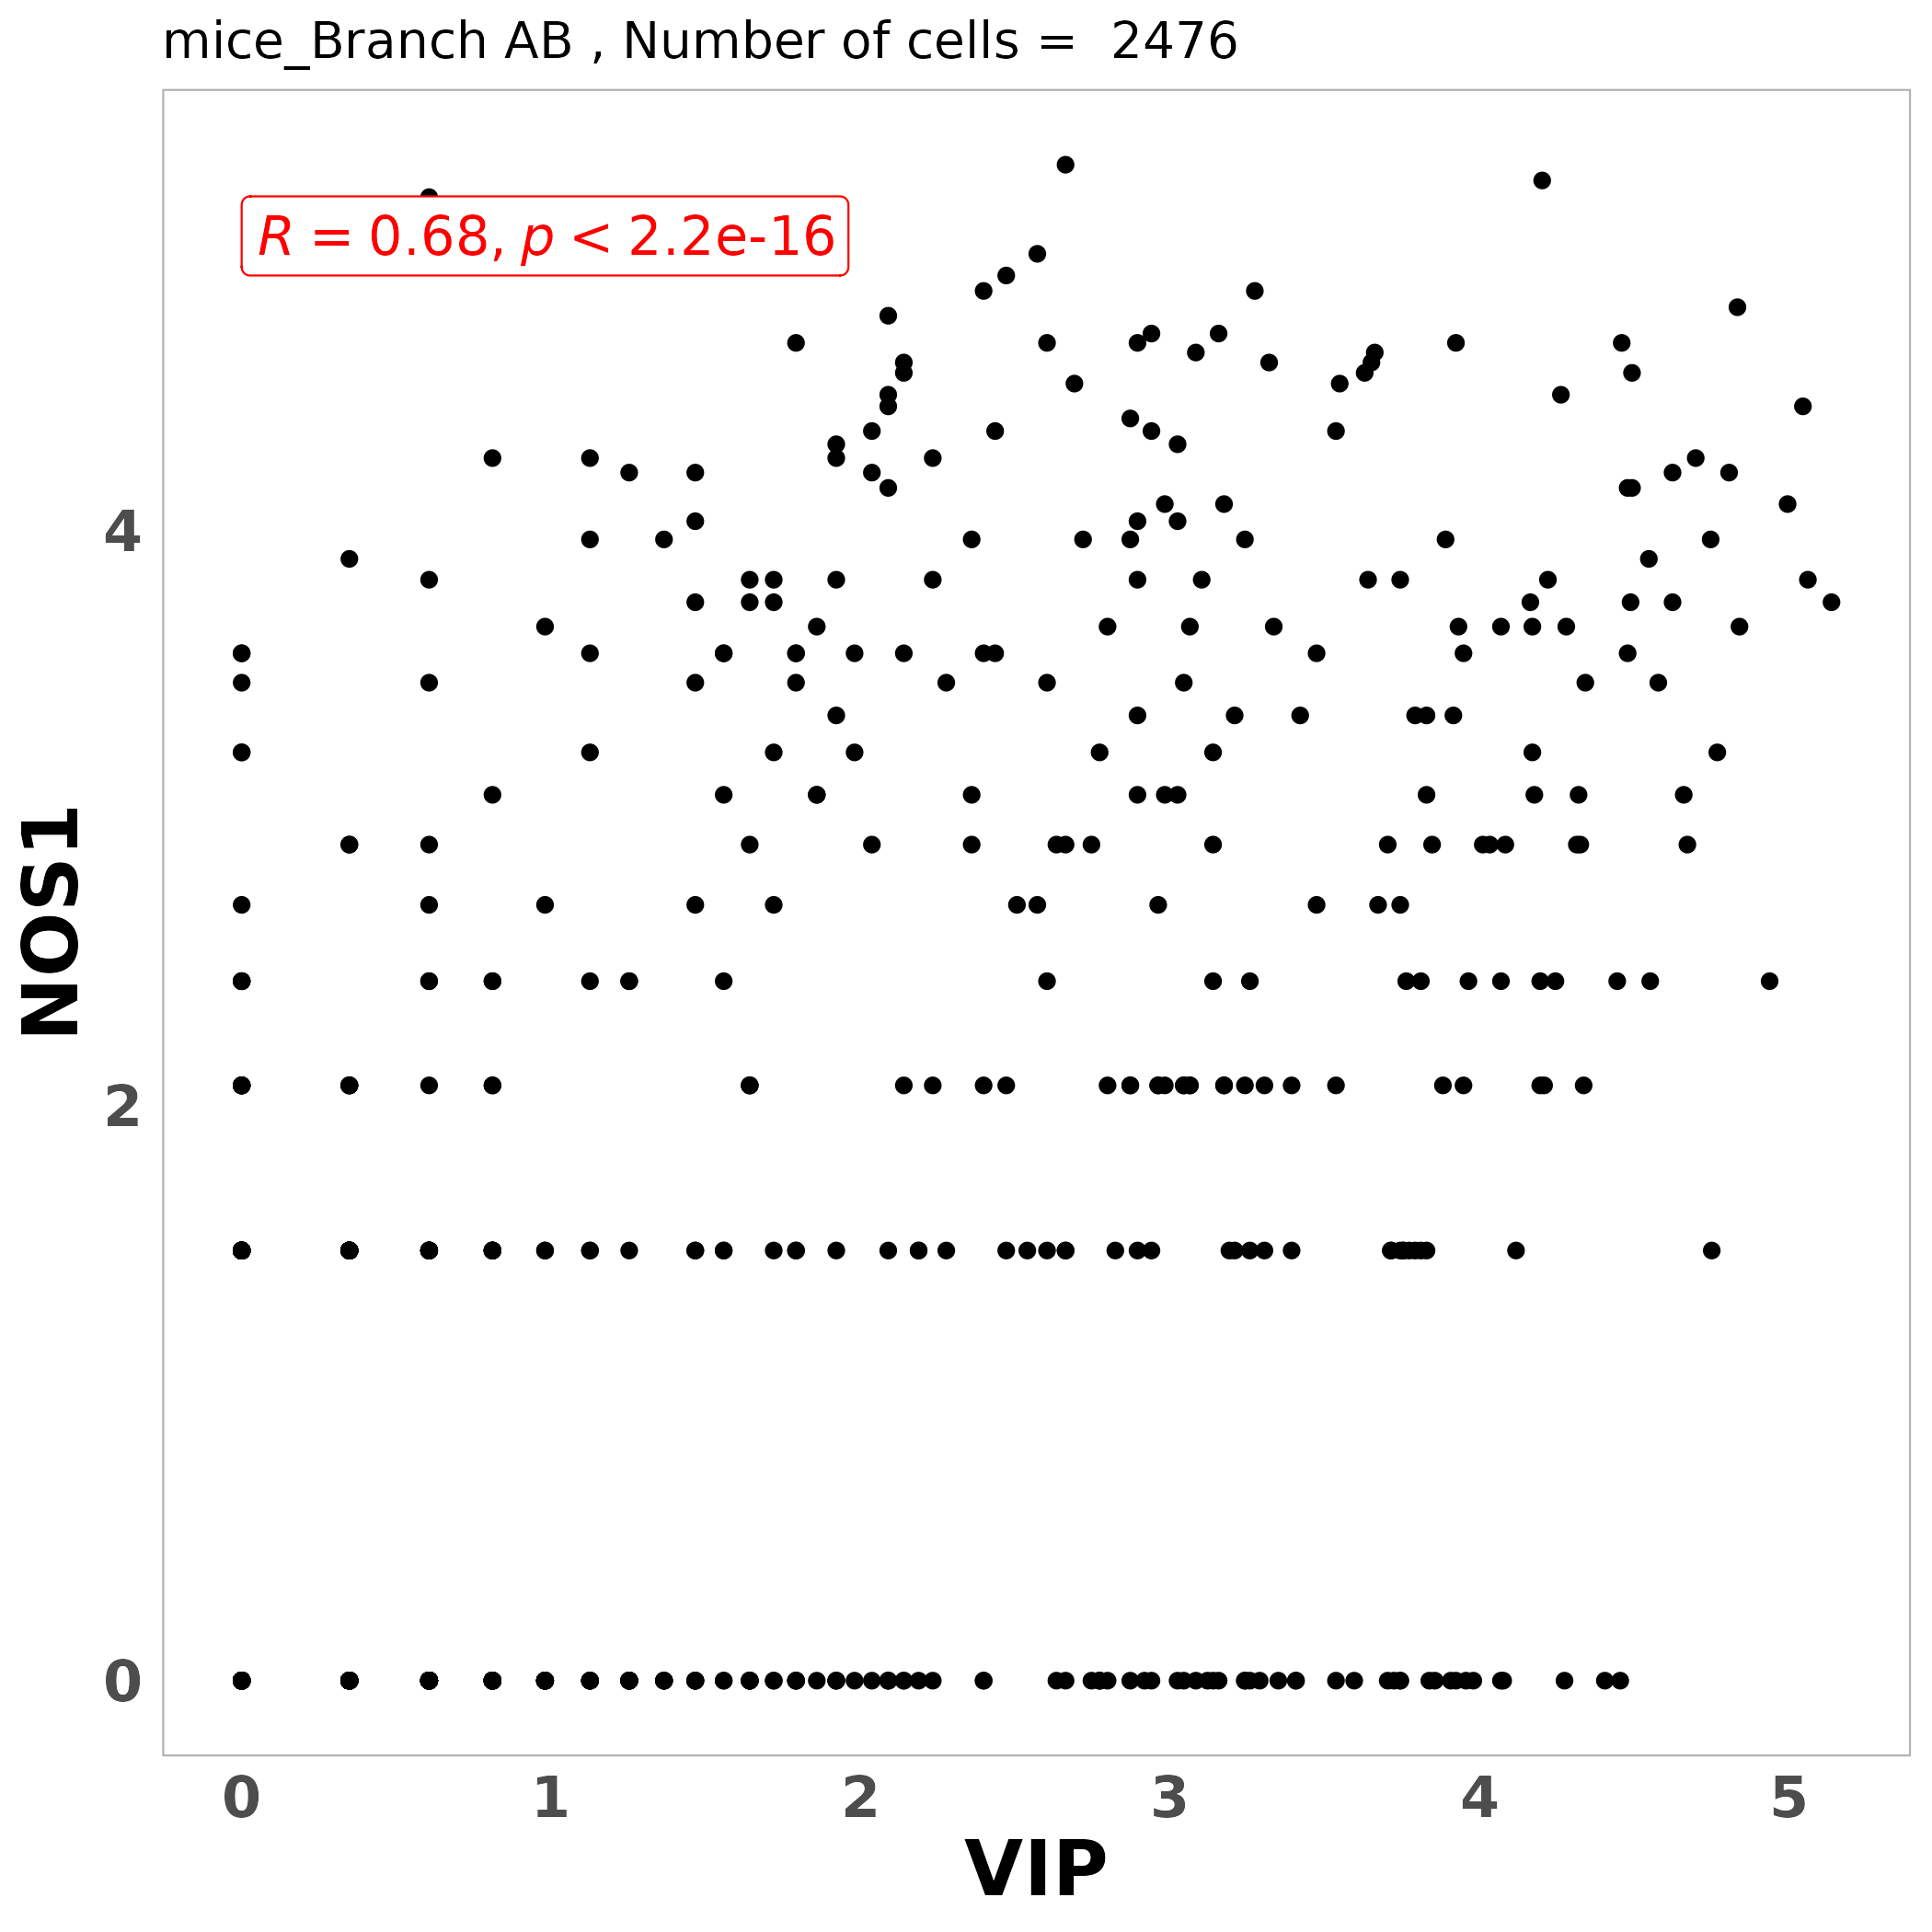 mice_Branch AB , Number of cells =  2476
R = 0.68, p < 2.2e-16
NOS1
4
2
0
0 1 2 3 4 5
VIP